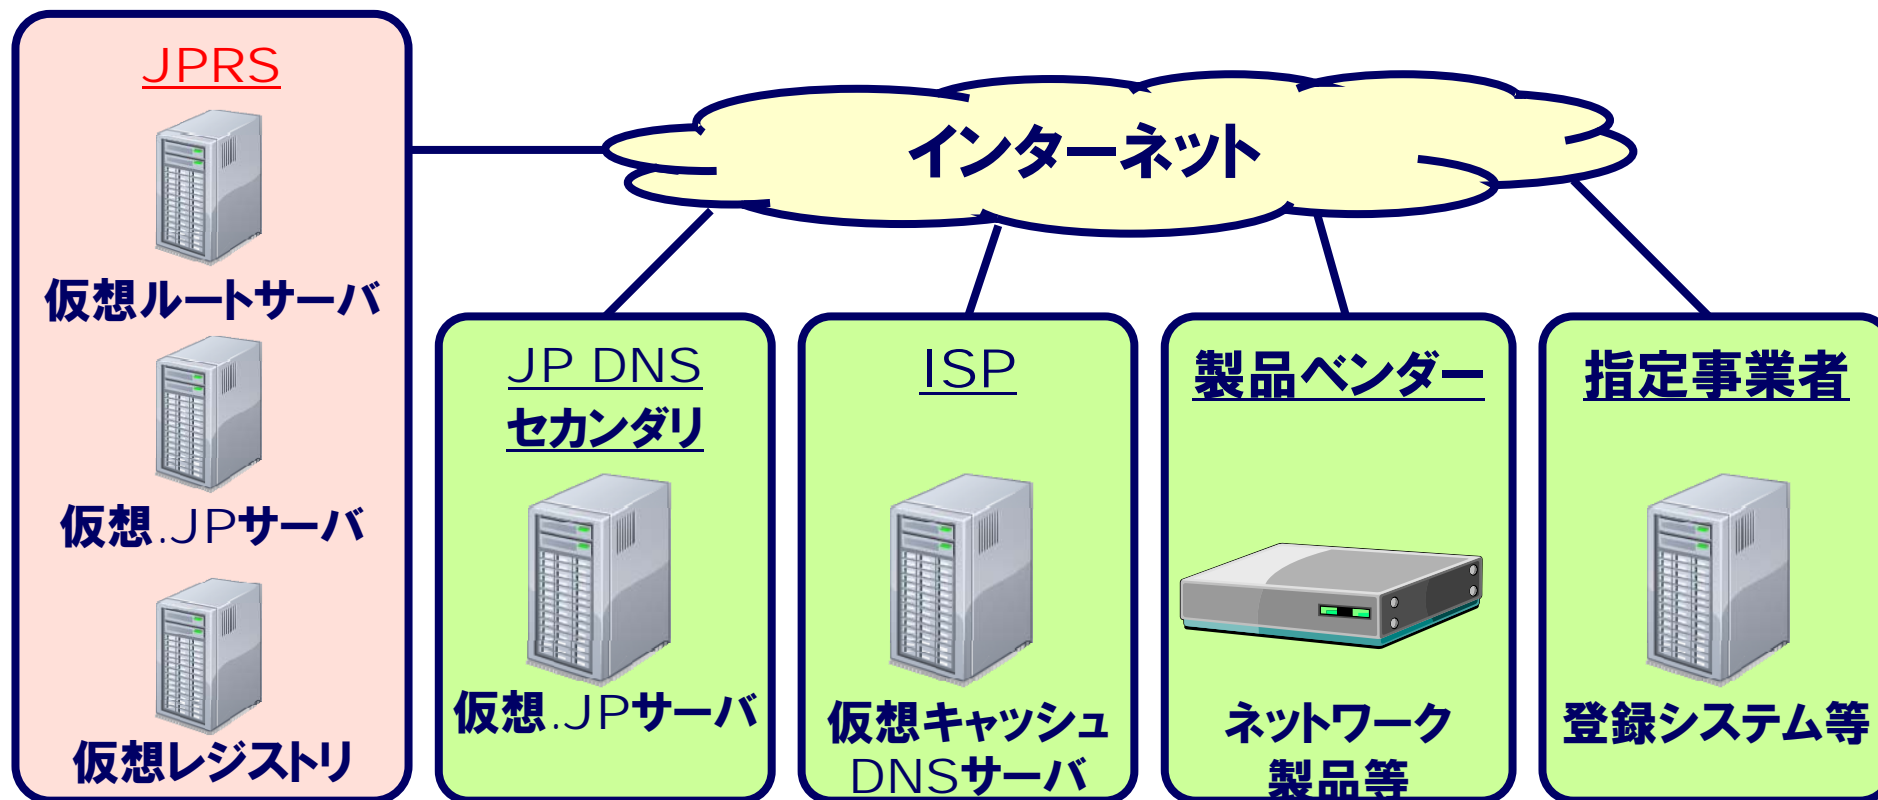 JPRS
仮想ルートサーバ
仮想.JPサーバ
仮想レジストリ
インターネット
JP DNS
セカンダリ
仮想.JPサーバ
ISP
仮想キャッシュ
DNSサーバ
製品ベンダー
ネットワーク
製品等
指定事業者
登録システム等